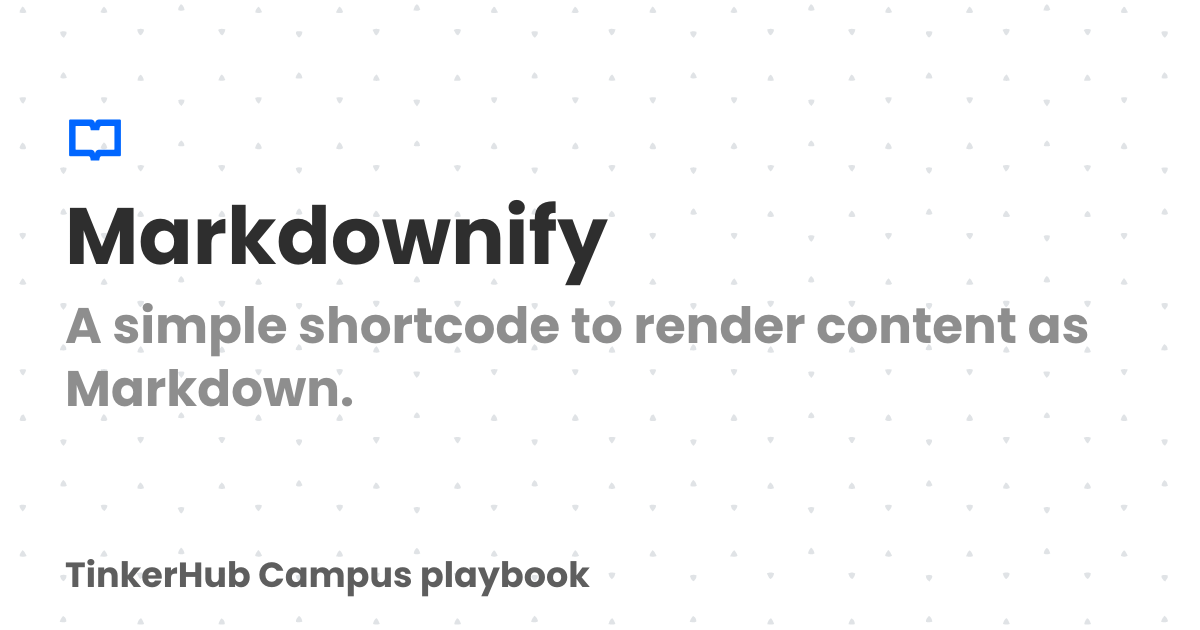 Markdownify
A simple shortcode to render content as
Markdown.
TinkerHub Campus playbook